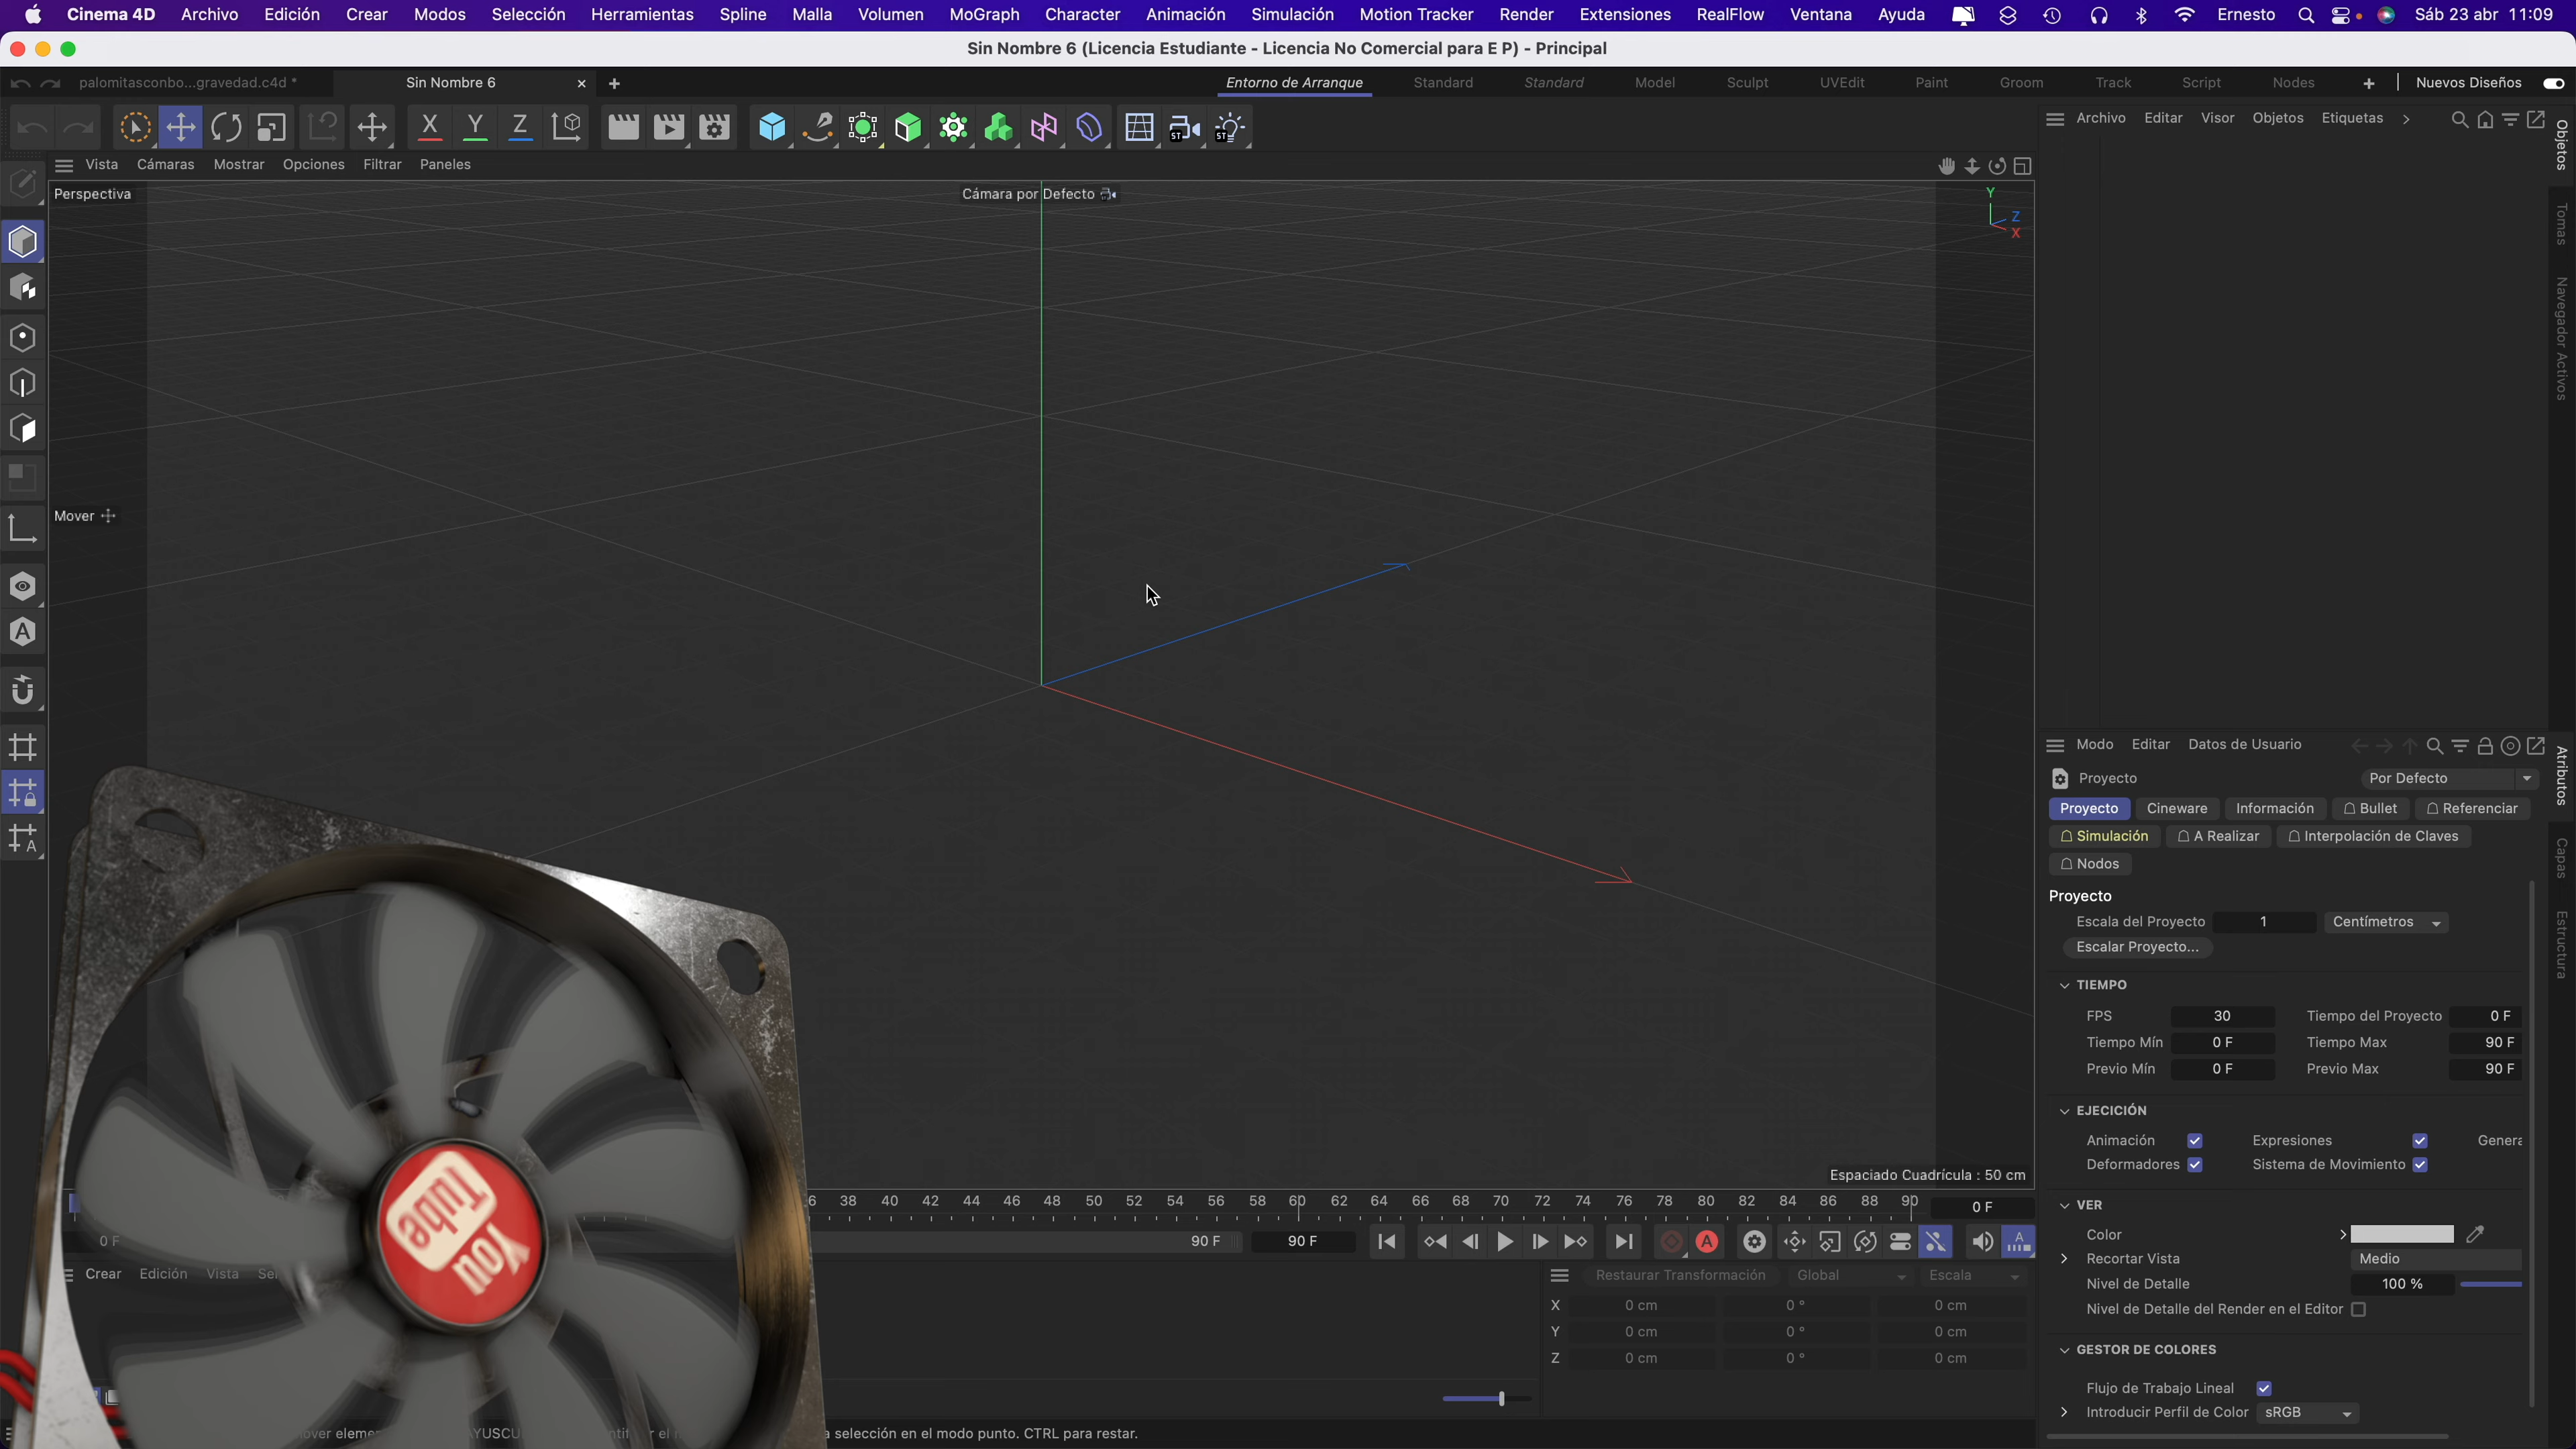 Cinema 4D Archivo Edición Crear Modos Selección Herramientas Spline Malla Volumen MoGraph Character Animación Simulación Motion Tracker Render Extensiones RealFlow Ventana Ayuda Ernesto Sáb 23 abr 11:09
Sin Nombre 6 (Licencia Estudiante - Licencia No Comercial para E P) - Principal
palomitasconbo...gravedad.c4d * Sin Nombre 6 Entorno de Arranque Standard Standard Model Sculpt UVEdit Paint Groom Track Script Nodes Nuevos Diseños
X Y Z ST ST
Archivo Editar Visor Objetos Etiquetas
Vista Cámaras Mostrar Opciones Filtrar Paneles
Perspectiva Cámara por Defecto
Y
Z
X
Mover
Objetos
Tomas
Navegador Activos
Modo Editar Datos de Usuario
Atributos
Capas
Estructura
Proyecto Por Defecto
Proyecto Cineware Información Bullet Referenciar
Simulación A Realizar Interpolación de Claves
Nodos
Proyecto
Escala del Proyecto 1 Centímetros
Escalar Proyecto...
TIEMPO
FPS 30 Tiempo del Proyecto 0 F
Tiempo Mín 0 F Tiempo Max 90 F
Previo Mín 0 F Previo Max 90 F
EJECICIÓN
Animación Expresiones Genera
Deformadores Sistema de Movimiento
VER
Color
Recortar Vista Medio
Nivel de Detalle 100 %
Nivel de Detalle del Render en el Editor
GESTOR DE COLORES
Flujo de Trabajo Lineal
Introducir Perfil de Color sRGB
Espaciado Cuadrícula : 50 cm
6 38 40 42 44 46 48 50 52 54 56 58 60 62 64 66 68 70 72 74 76 78 80 82 84 86 88 90 0 F
0 F 90 F 90 F
Crear Edición Vista
Restaurar Transformación Global Escala
X 0 cm 0 ° 0 cm
Y 0 cm 0 ° 0 cm
Z 0 cm 0 ° 0 cm
You
Tube
a selección en el modo punto. CTRL para restar.